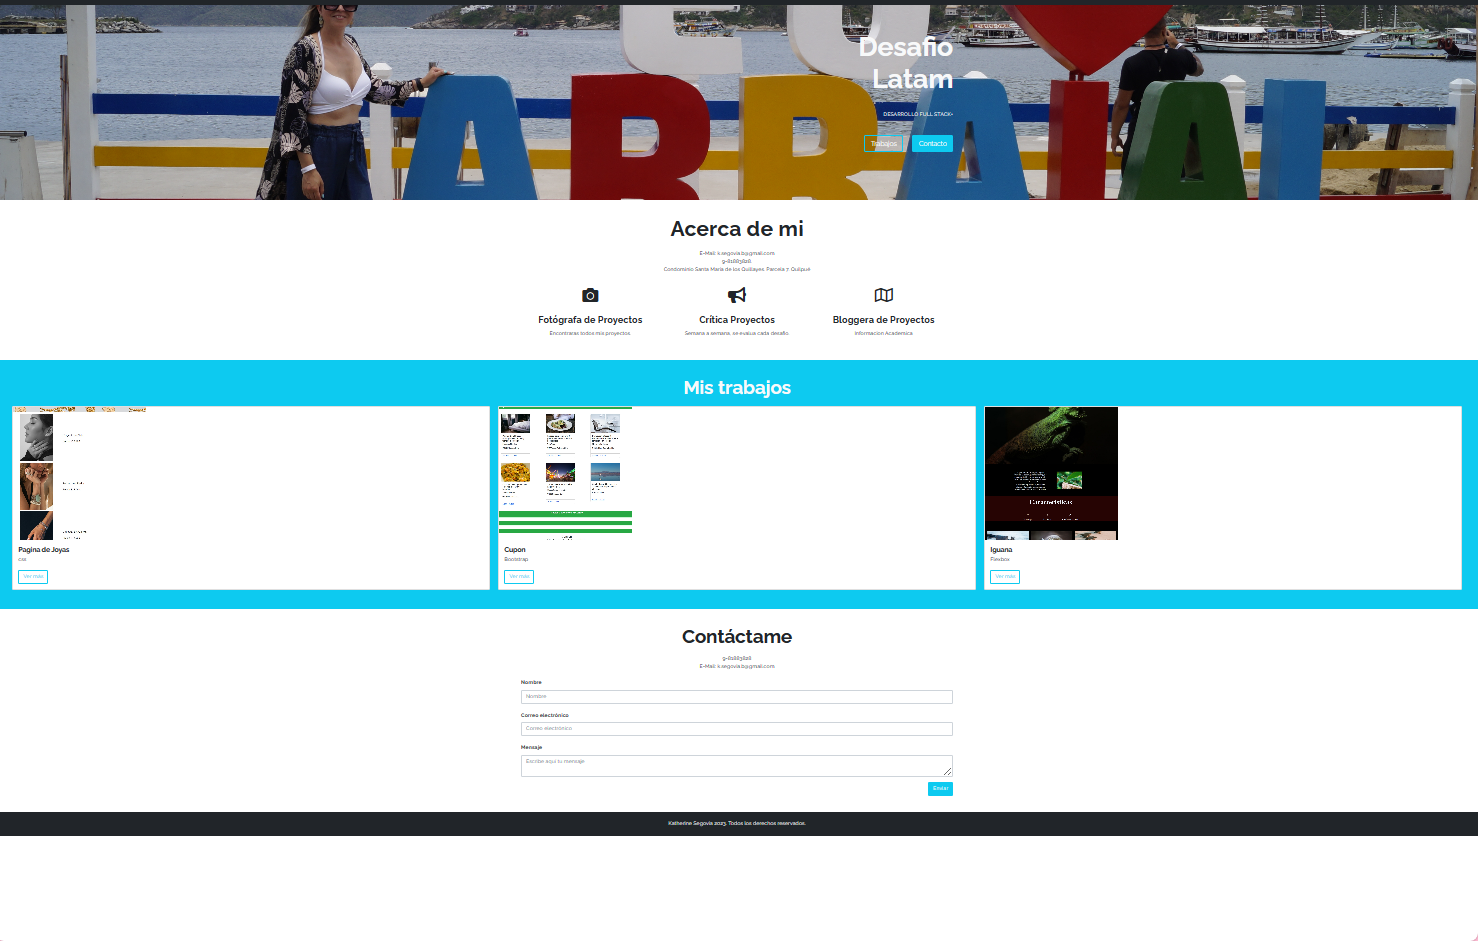 Desafio
Latam
DESARROLLO FULL STACK+
Trabajos
Contacto
Acerca de mi
E-Mail: k.segovia.b@gmail.com
9-81883828
Condominio Santa Maria de los Quillayes, Parcela 7, Quilpué
Fotógrafa de Proyectos
Crítica Proyectos
Bloggera de Proyectos
Encontraras todos mis proyectos.
Semana a semana, se evalua cada desafio
Informacion Academica
Mis trabajos
Caracteristicas
Pagina de Joyas
css
Ver más
Cupon
Bootstrap
Ver más
Iguana
Flexbox
Ver más
Contáctame
9-81883828
E-Mail: k.segovia.b@gmail.com
Nombre
Nombre
Correo electrónico
Correo electrónico
Mensaje
Escribe aquí tu mensaje
Enviar
Katherine Segovia 2023. Todos los derechos reservados.